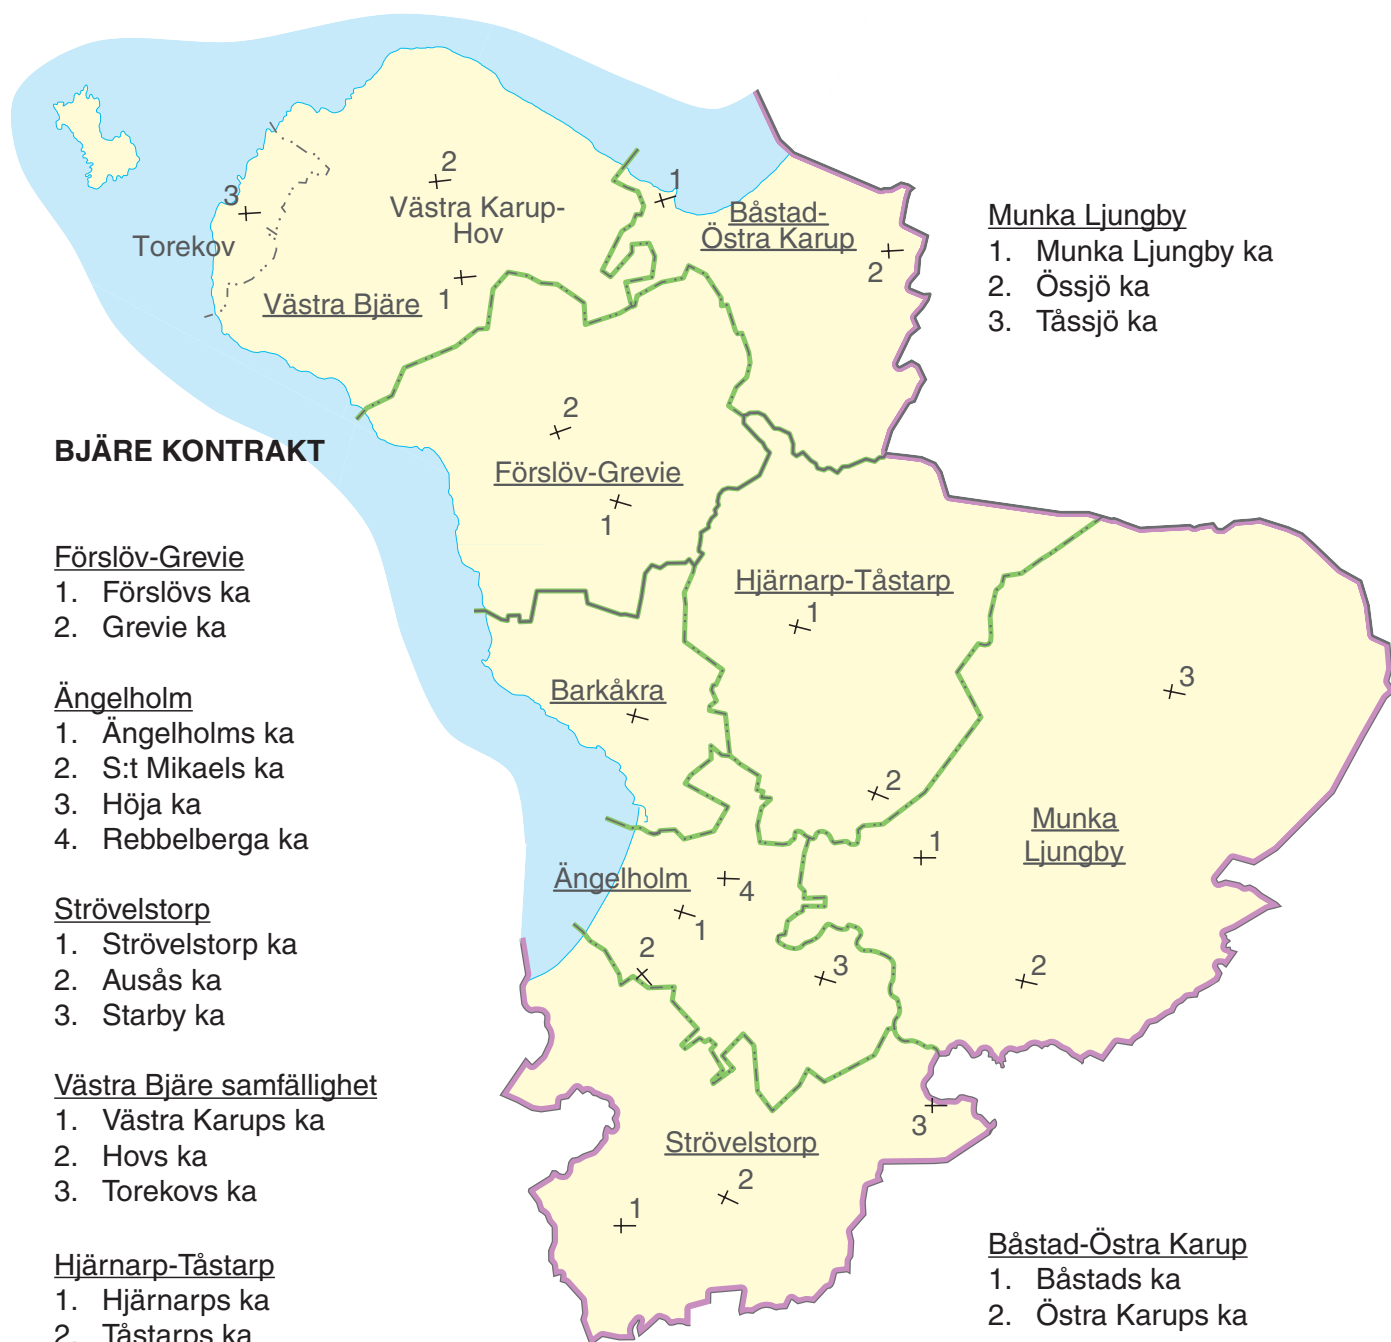 BJÄRE KONTRAKT
Förslöv-Grevie
1. Förslövs ka
2. Grevie ka
Ängelholm
1. Ängelholms ka
2. S:t Mikaels ka
3. Höja ka
4. Rebbelberga ka
Strövelstorp
1. Strövelstorp ka
2. Ausås ka
3. Starby ka
Västra Bjäre samfällighet
1. Västra Karups ka
2. Hovs ka
3. Torekovs ka
Hjärnarp-Tåstarp
1. Hjärnarps ka
2. Tåstarps ka
3
Torekov
2
Västra Karup-
Hov
1
Västra Bjäre
1
Båstad-
Östra Karup
2
2
Förslöv-Grevie
1
Hjärnarp-Tåstarp
1
2
Barkåkra
3
Munka
Ljungby
1
2
Ängelholm
4
1
2
3
3
Strövelstorp
2
1
Munka Ljungby
1. Munka Ljungby ka
2. Össjö ka
3. Tåssjö ka
Båstad-Östra Karup
1. Båstads ka
2. Östra Karups ka